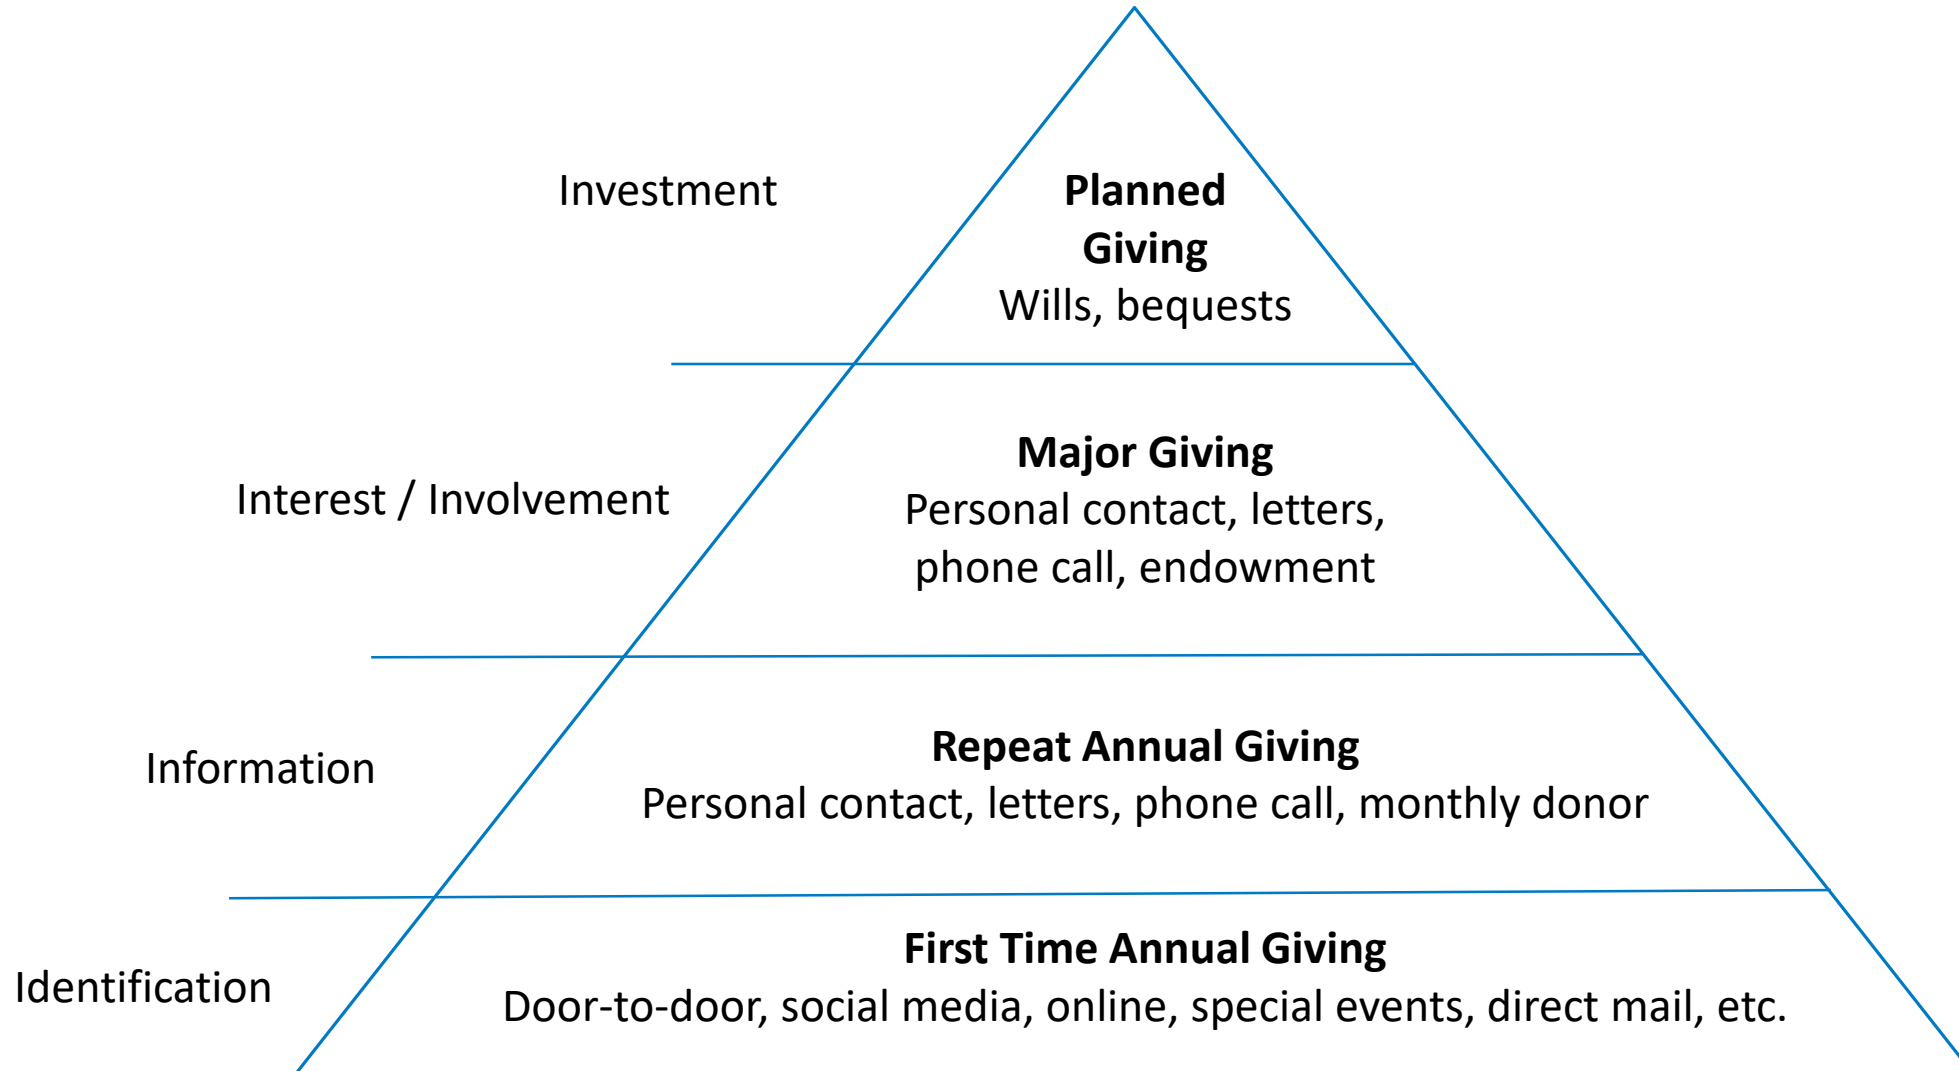 Investment
Planned
Giving
Wills, bequests
Interest / Involvement
Major Giving
Personal contact, letters,
phone call, endowment
Information
Repeat Annual Giving
Personal contact, letters, phone call, monthly donor
Identification
First Time Annual Giving
Door-to-door, social media, online, special events, direct mail, etc.